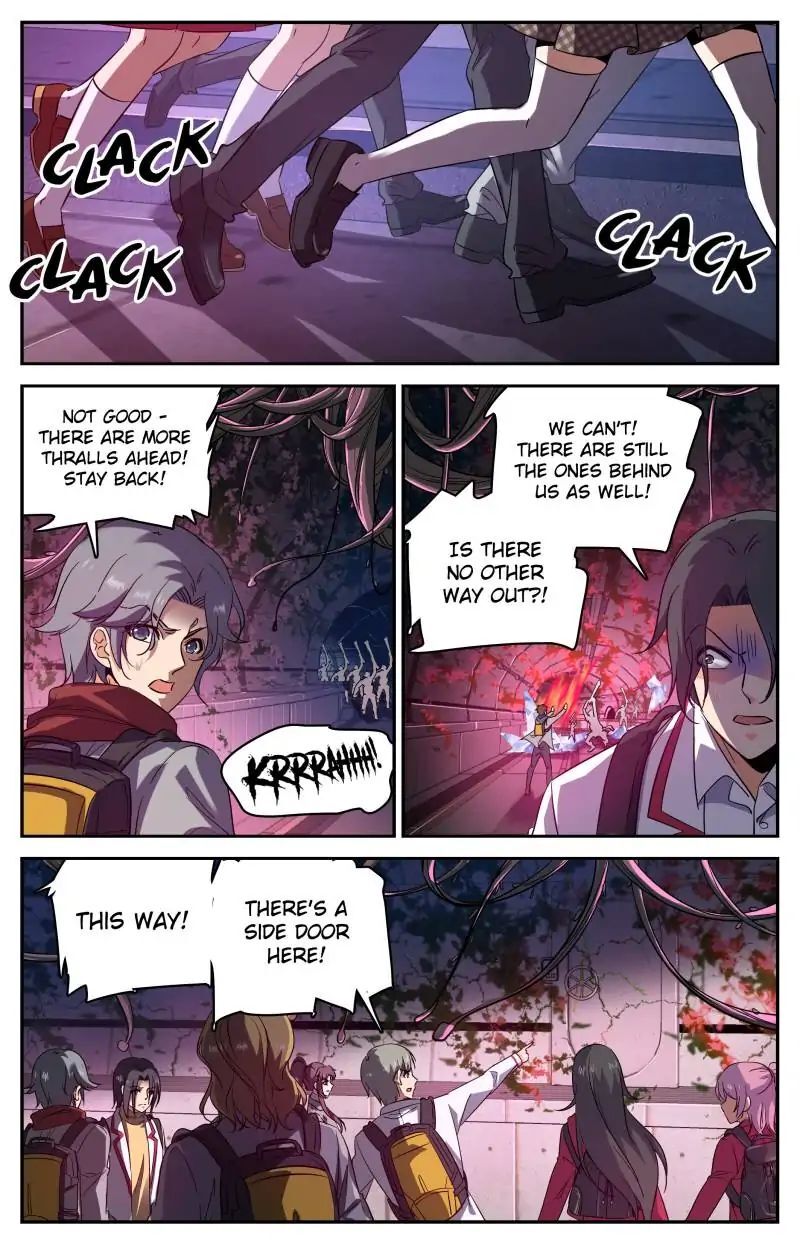 CLACK
CLACK
CLACK
NOT GOOD -
THERE ARE MORE
THRALLS AHEAD!
STAY BACK!
KRRRAHHH!
WE CAN'T!
THERE ARE STILL
THE ONES BEHIND
US AS WELL!
IS THERE
NO OTHER
WAY OUT?!
THIS WAY!
THERE'S A
SIDE DOOR
HERE!